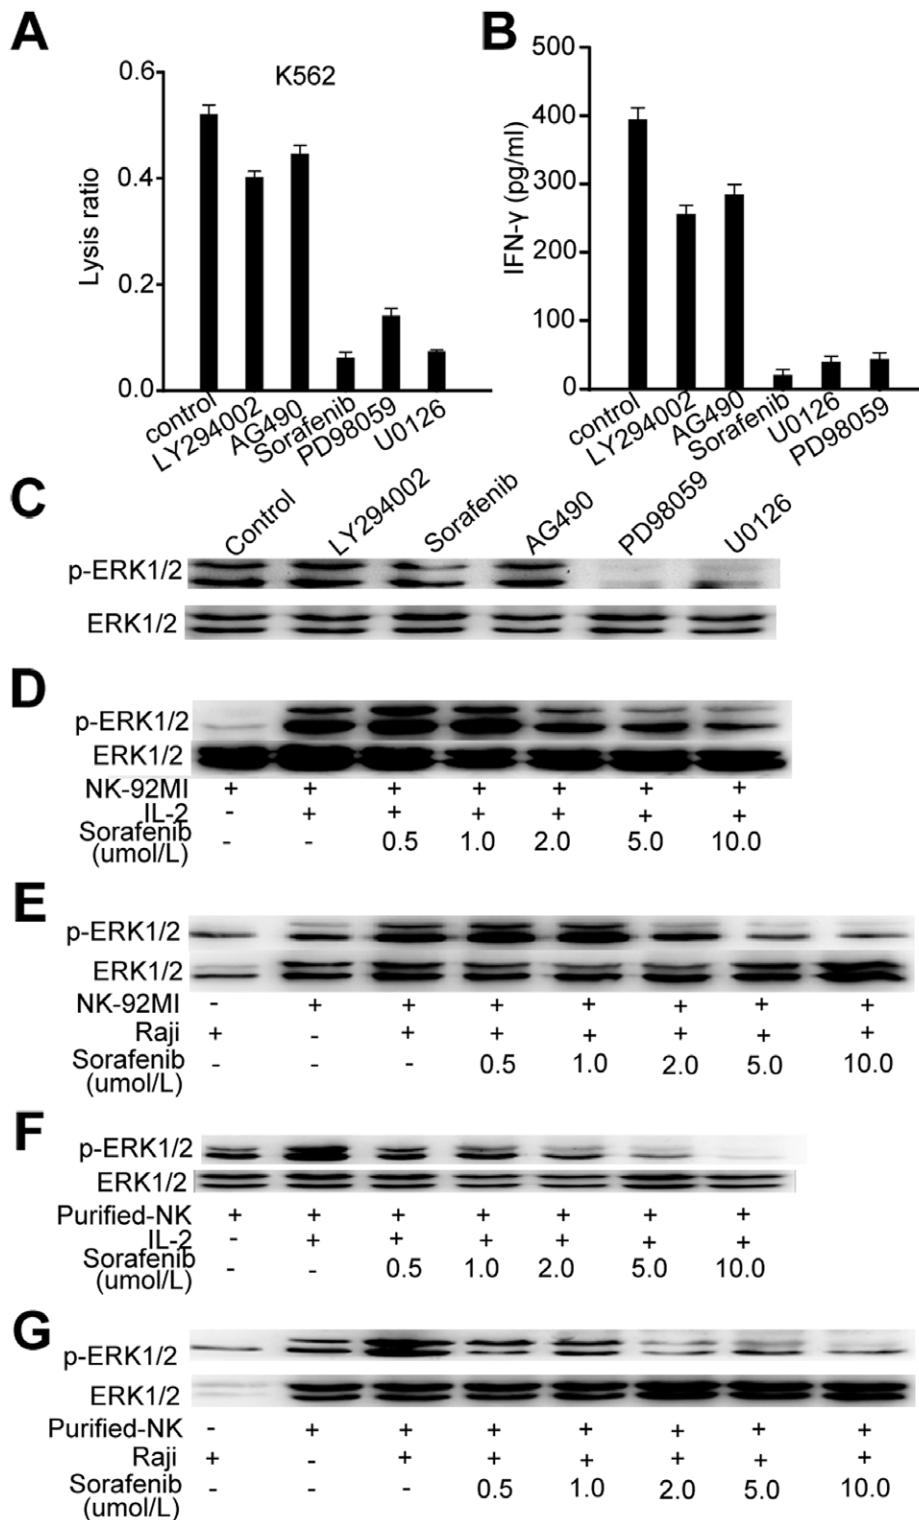 A
B
K562
Lysis ratio
0.6
0.4
0.2
0.0
control
LY294002
AG490
Sorafenib
PD98059
U0126
IFN-γ (pg/ml)
500
400
300
200
100
0
control
LY294002
AG490
Sorafenib
U0126
PD98059
C
Control LY294002 Sorafenib AG490 PD98059 U0126
p-ERK1/2
ERK1/2
D
p-ERK1/2
ERK1/2
NK-92MI + + + + + + +
IL-2 - + + + + + +
Sorafenib
(umol/L) - - 0.5 1.0 2.0 5.0 10.0
E
p-ERK1/2
ERK1/2
NK-92MI - + + + + + + +
Raji + - + + + + + +
Sorafenib
(umol/L) - - - 0.5 1.0 2.0 5.0 10.0
F
p-ERK1/2
ERK1/2
Purified-NK + + + + + + +
IL-2 - + + + + + +
Sorafenib
(umol/L) - - 0.5 1.0 2.0 5.0 10.0
G
p-ERK1/2
ERK1/2
Purified-NK - + + + + + + +
Raji + - + + + + + +
Sorafenib
(umol/L) - - - 0.5 1.0 2.0 5.0 10.0